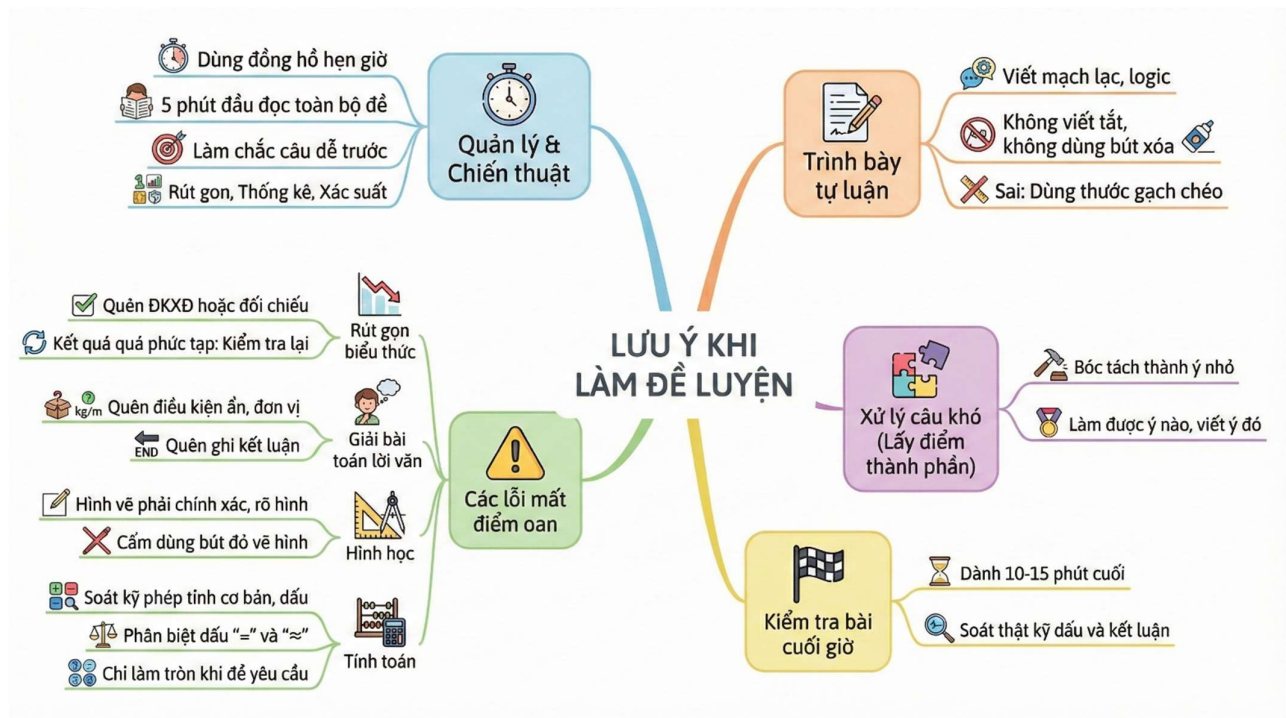 LƯU Ý KHI
LÀM ĐỀ LUYỆN
Quản lý &
Chiến thuật
Dùng đồng hồ hẹn giờ
5 phút đầu đọc toàn bộ đề
Làm chắc câu dễ trước
Rút gon, Thống kê, Xác suất
Trình bày
tự luận
Viết mạch lạc, logic
Không viết tắt,
không dùng bút xóa
Sai: Dùng thước gạch chéo
Các lỗi mất
điểm oan
Rút gọn
biểu thức
Quên ĐKXĐ hoặc đối chiếu
Kết quả quá phức tạp: Kiểm tra lại
Giải bài
toán lời văn
kg/m
Quên điều kiện ẩn, đơn vị
END
Quên ghi kết luận
Hình học
Hình vẽ phải chính xác, rõ hình
Cấm dùng bút đỏ vẽ hình
Tính toán
Soát kỹ phép tính cơ bản, dấu
Phân biệt dấu “=” và “≈”
Chỉ làm tròn khi đề yêu cầu
Xử lý câu khó
(Lấy điểm
thành phần)
Bóc tách thành ý nhỏ
Làm được ý nào, viết ý đó
Kiểm tra bài
cuối giờ
Dành 10-15 phút cuối
Soát thật kỹ dấu và kết luận